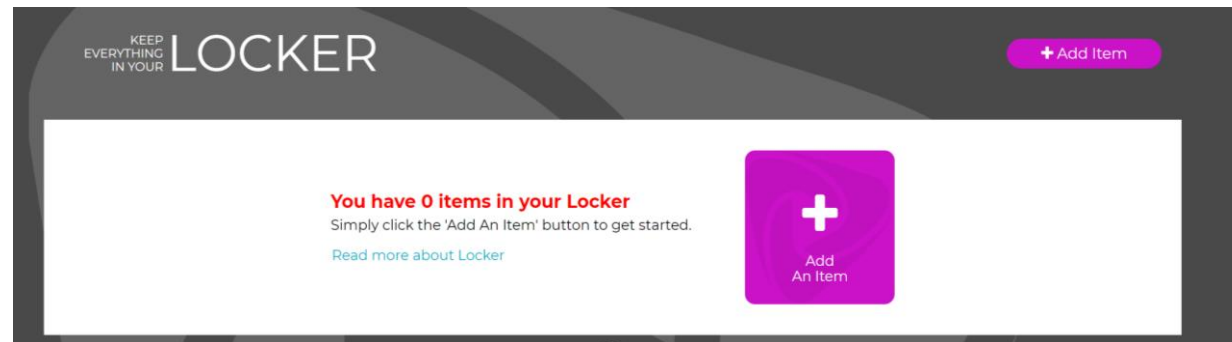 KEEP
EVERYTHING
IN YOUR
LOCKER
+ Add Item
You have 0 items in your Locker
Simply click the 'Add An Item' button to get started.
Read more about Locker
Add
An Item